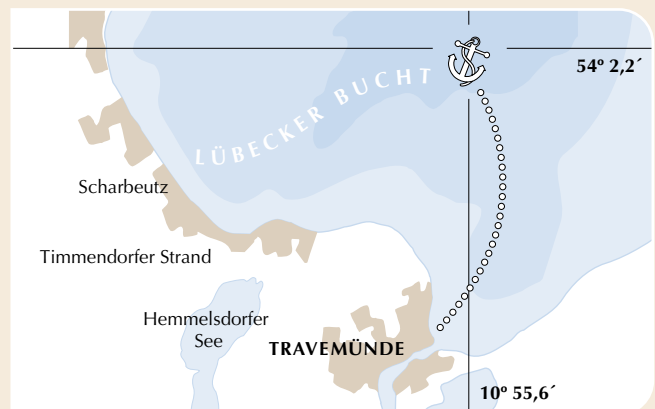 54º 2,2´
LÜBECKER BUCHT
Scharbeutz
Timmendorfer Strand
Hemmelsdorfer
See
TRAVEMÜNDE
10º 55,6´